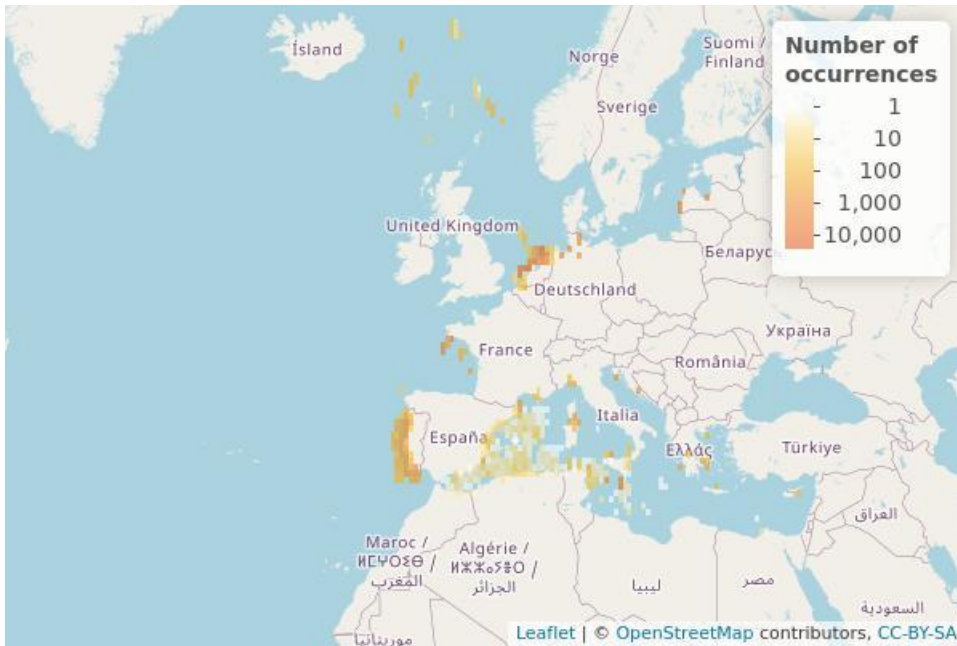 Ísland
Norge
Suomi /
Finland
Sverige
United Kingdom
Беларусь
Deutschland
Україна
France
România
Italia
España
Ελλάς
Türkiye
العراق
Maroc /
ⵍⵎⵖⵔⵉⴱ /
المغرب
Algérie /
ⵍⵣⵣⴰⵢⴻⵔ /
الجزائر
ليبيا
مصر
السعودية
موريتانيا
Number of
occurrences
1
10
100
1,000
10,000
Leaflet | © OpenStreetMap contributors, CC-BY-SA